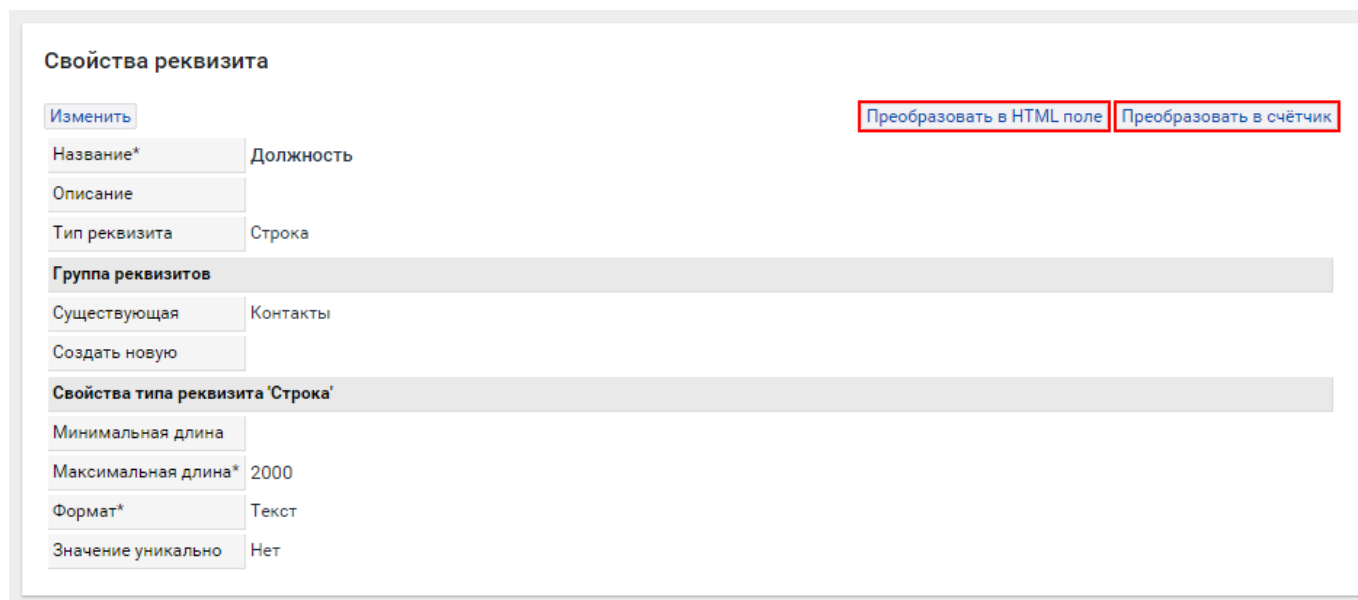 Свойства реквизита
Изменить Преобразовать в HTML поле Преобразовать в счётчик
Название* Должность
Описание
Тип реквизита Строка
Группа реквизитов
Существующая Контакты
Создать новую
Свойства типа реквизита 'Строка'
Минимальная длина
Максимальная длина* 2000
Формат* Текст
Значение уникально Нет